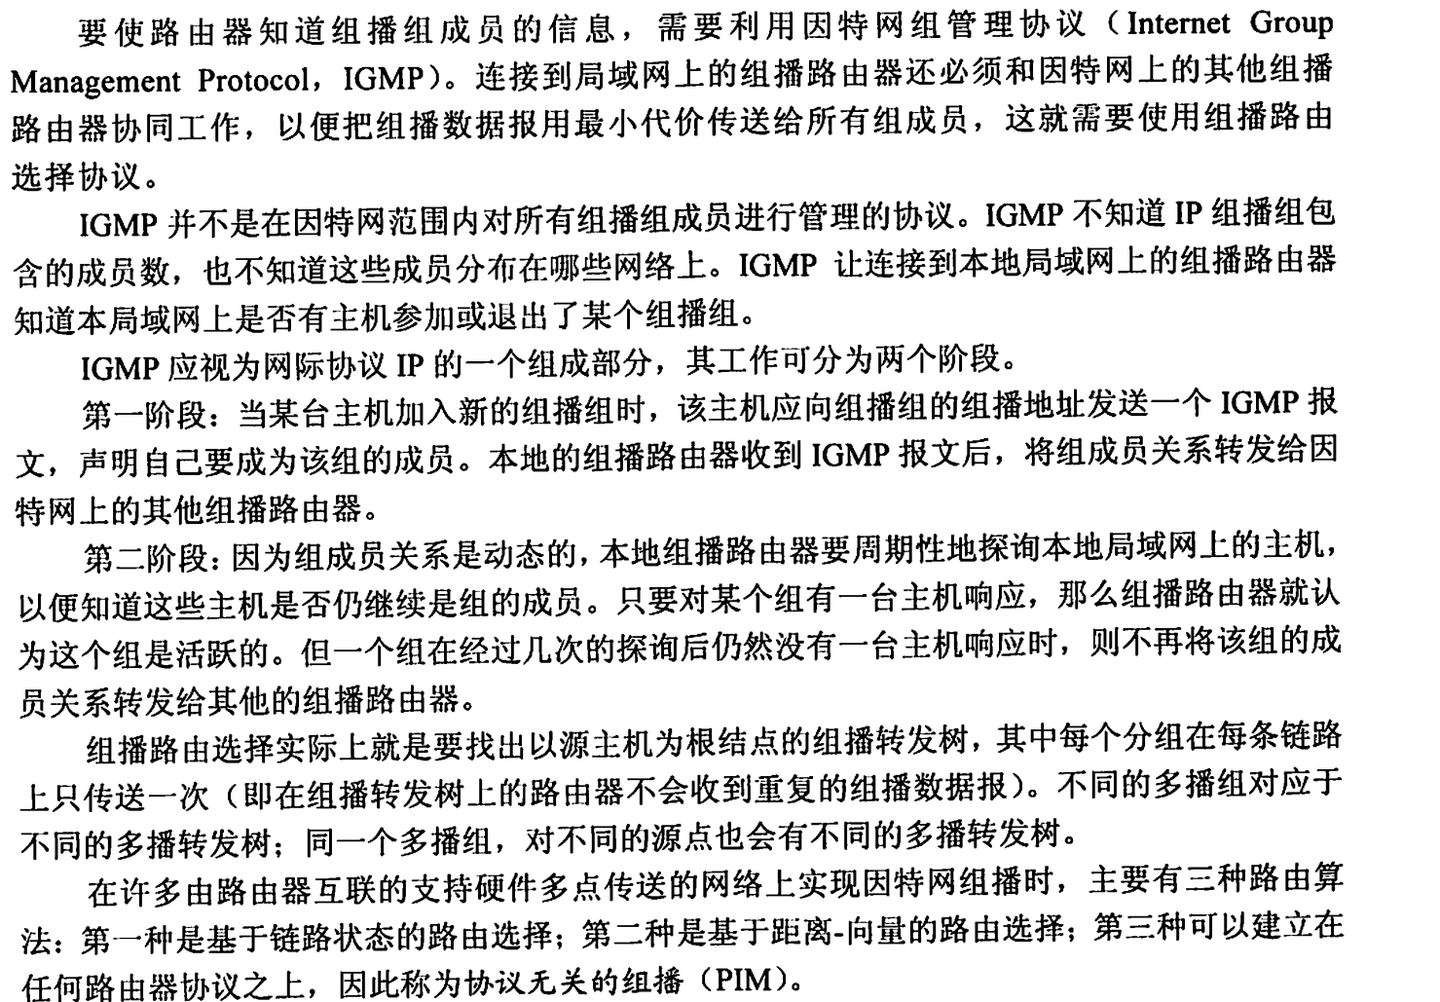 要使路由器知道组播组成员的信息，需要利用因特网组管理协议（Internet Group
Management Protocol，IGMP）。连接到局域网上的组播路由器还必须和因特网上的其他组播
路由器协同工作，以便把组播数据报用最小代价传送给所有组成员，这就需要使用组播路由
选择协议。
IGMP 并不是在因特网范围内对所有组播组成员进行管理的协议。IGMP 不知道 IP 组播组包
含的成员数，也不知道这些成员分布在哪些网络上。IGMP 让连接到本地局域网上的组播路由器
知道本局域网上是否有主机参加或退出了某个组播组。
IGMP 应视为网际协议 IP 的一个组成部分，其工作可分为两个阶段。
第一阶段：当某台主机加入新的组播组时，该主机应向组播组的组播地址发送一个 IGMP 报
文，声明自己要成为该组的成员。本地的组播路由器收到 IGMP 报文后，将组成员关系转发给因
特网上的其他组播路由器。
第二阶段：因为组成员关系是动态的，本地组播路由器要周期性地探询本地局域网上的主机，
以便知道这些主机是否仍继续是组的成员。只要对某个组有一台主机响应，那么组播路由器就认
为这个组是活跃的。但一个组在经过几次的探询后仍然没有一台主机响应时，则不再将该组的成
员关系转发给其他的组播路由器。
组播路由选择实际上就是要找出以源主机为根结点的组播转发树，其中每个分组在每条链路
上只传送一次（即在组播转发树上的路由器不会收到重复的组播数据报）。不同的多播组对应于
不同的多播转发树；同一个多播组，对不同的源点也会有不同的多播转发树。
在许多由路由器互联的支持硬件多点传送的网络上实现因特网组播时，主要有三种路由算
法：第一种是基于链路状态的路由选择；第二种是基于距离-向量的路由选择；第三种可以建立在
任何路由器协议之上，因此称为协议无关的组播（PIM）。